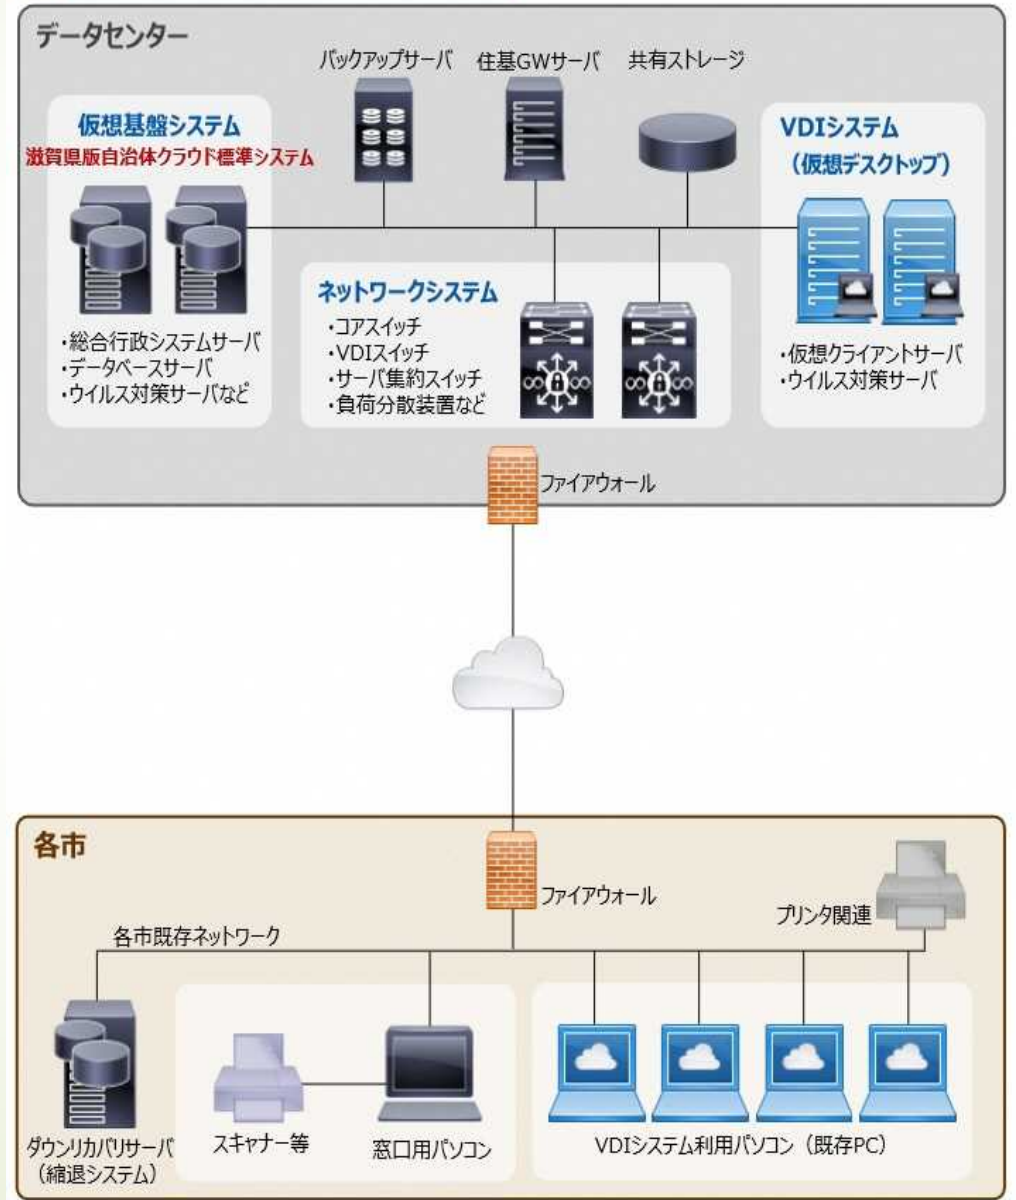 データセンター
バックアップサーバ
住基GWサーバ
共有ストレージ
仮想基盤システム
滋賀県版自治体クラウド標準システム
・総合行政システムサーバ
・データベースサーバ
・ウイルス対策サーバなど
ネットワークシステム
・コアスイッチ
・VDIスイッチ
・サーバ集約スイッチ
・負荷分散装置など
VDIシステム
（仮想デスクトップ）
・仮想クライアントサーバ
・ウイルス対策サーバ
ファイアウォール
各市
ファイアウォール
プリンタ関連
各市既存ネットワーク
ダウンリカバリサーバ
（縮退システム）
スキャナー等
窓口用パソコン
VDIシステム利用パソコン（既存PC）